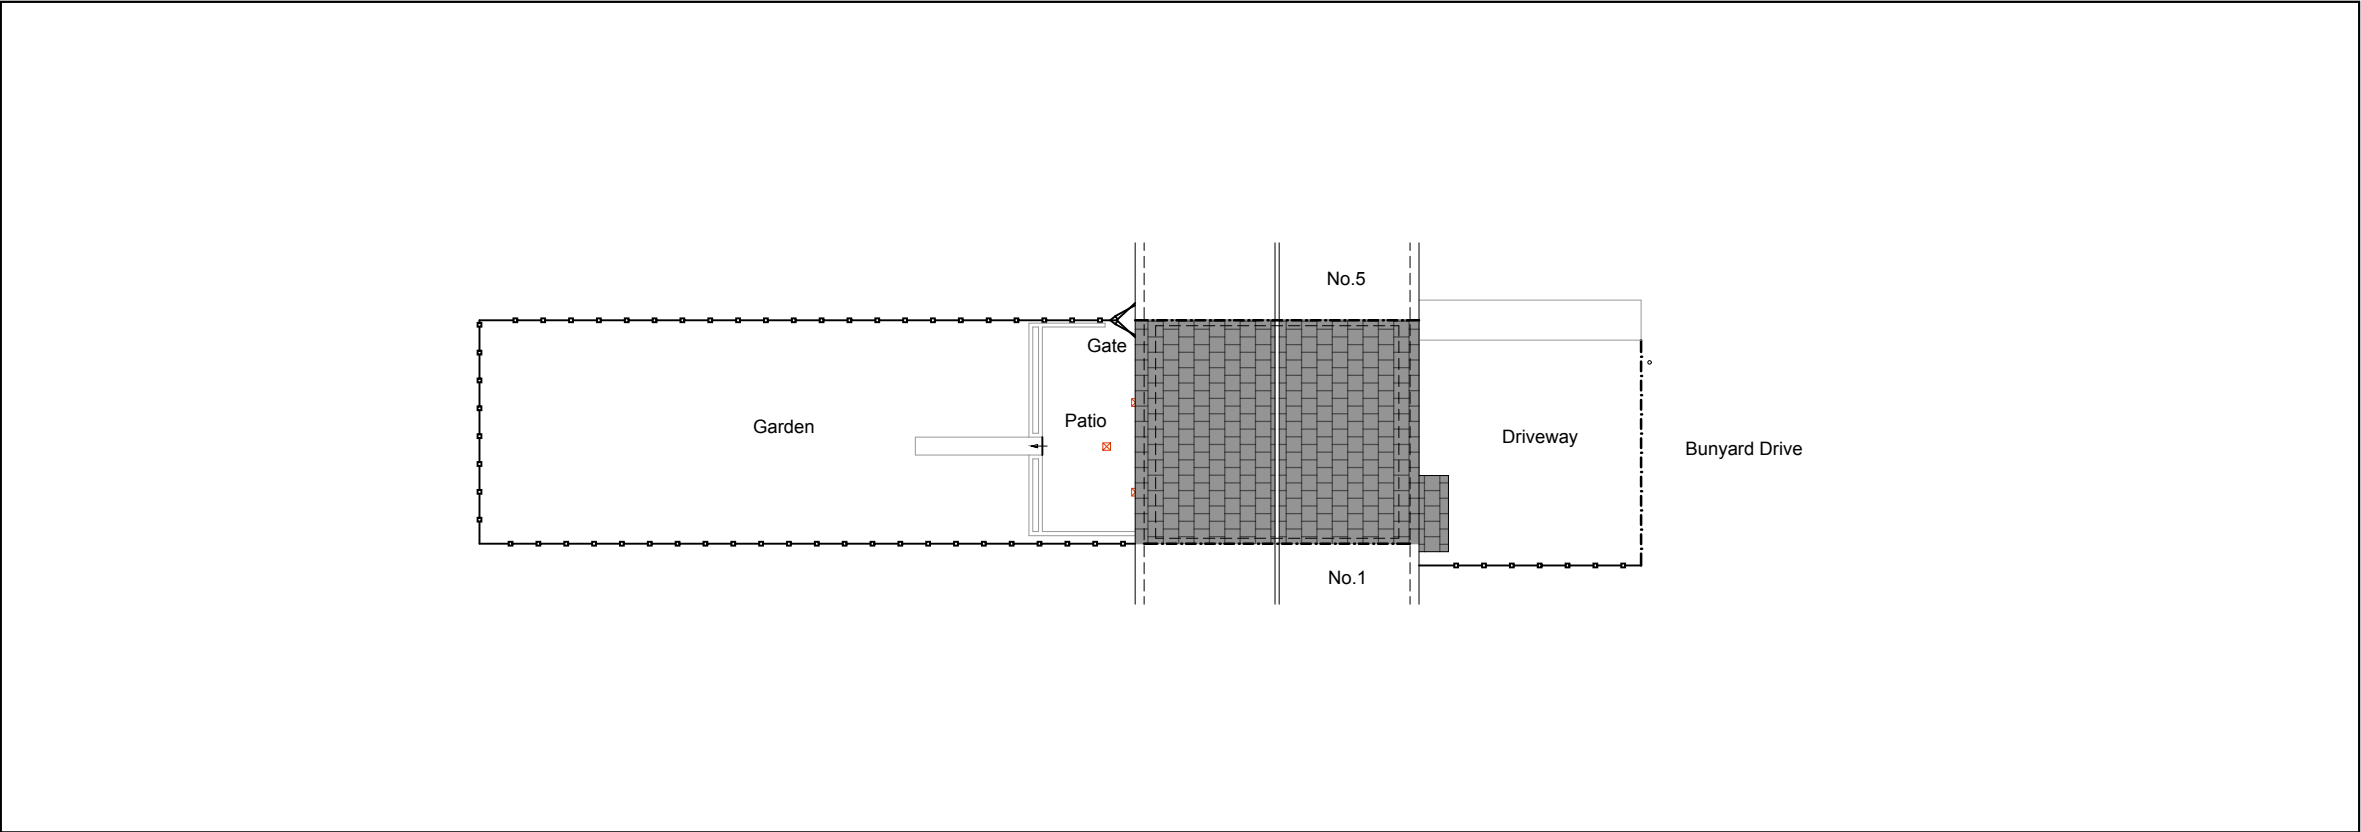 No.5
Gate
Patio
Garden
Driveway
Bunyard Drive
No.1